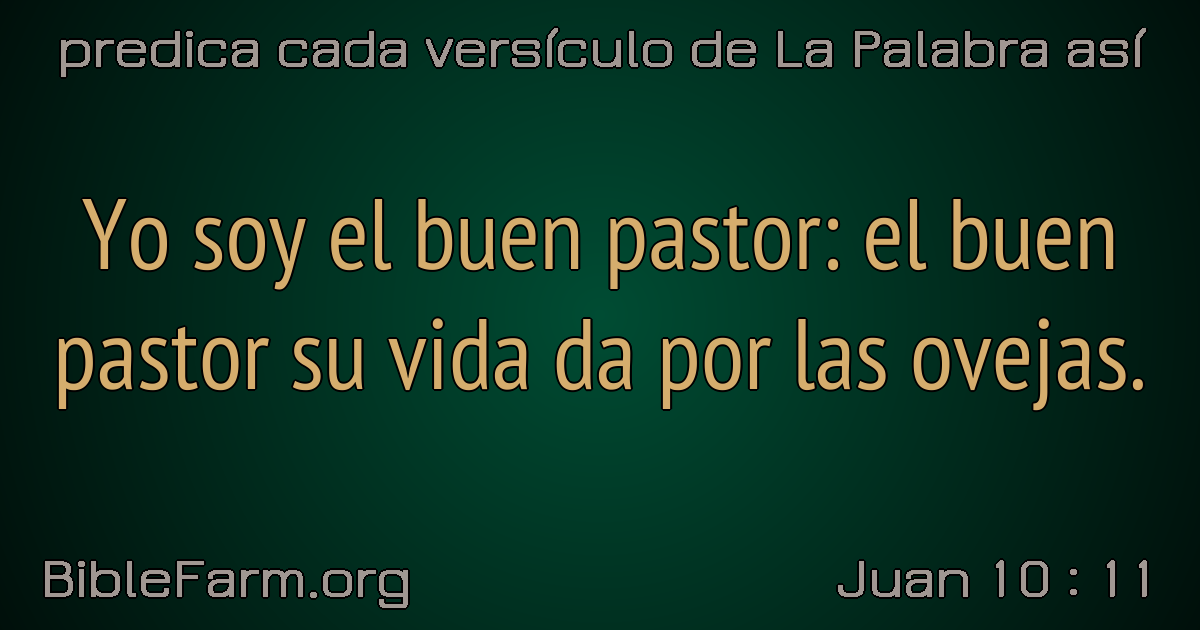 predica cada versículo de La Palabra así
Yo soy el buen pastor: el buen
pastor su vida da por las ovejas.
BibleFarm.org
Juan 10 : 11